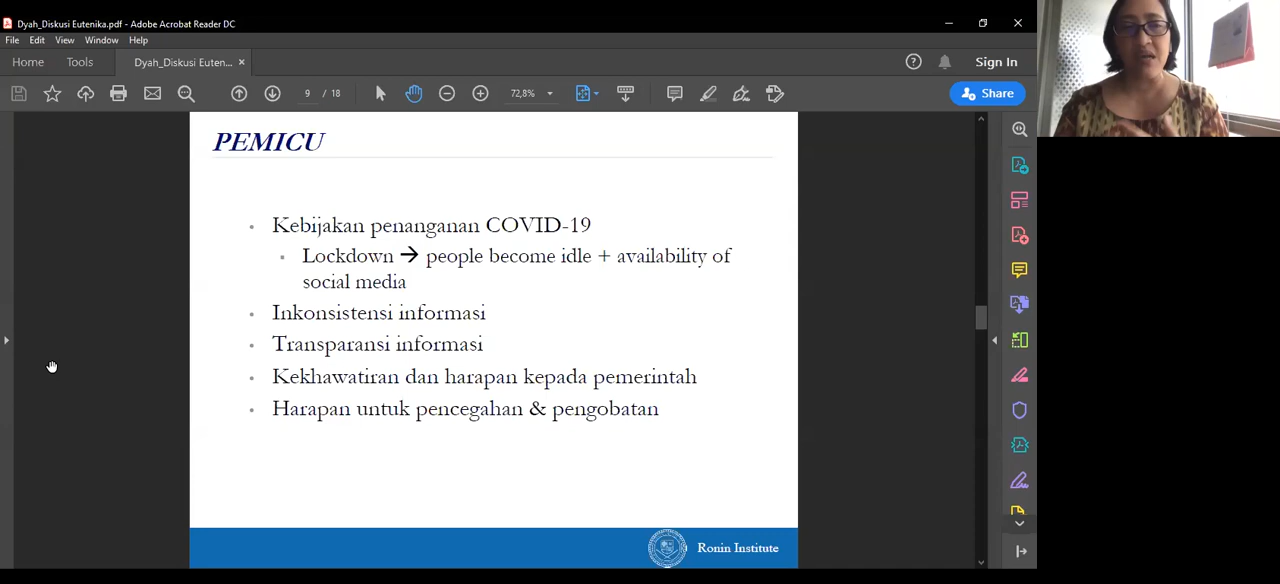 Dyah_Diskusi Eutenika.pdf - Adobe Acrobat Reader DC
File Edit View Window Help
Home Tools Dyah_Diskusi Euten... ×
Sign In
9 / 18
72,8%
Share
PEMICU
• Kebijakan penanganan COVID-19
▪ Lockdown → people become idle + availability of
social media
• Inkonsistensi informasi
• Transparansi informasi
• Kekhawatiran dan harapan kepada pemerintah
• Harapan untuk pencegahan & pengobatan
Ronin Institute